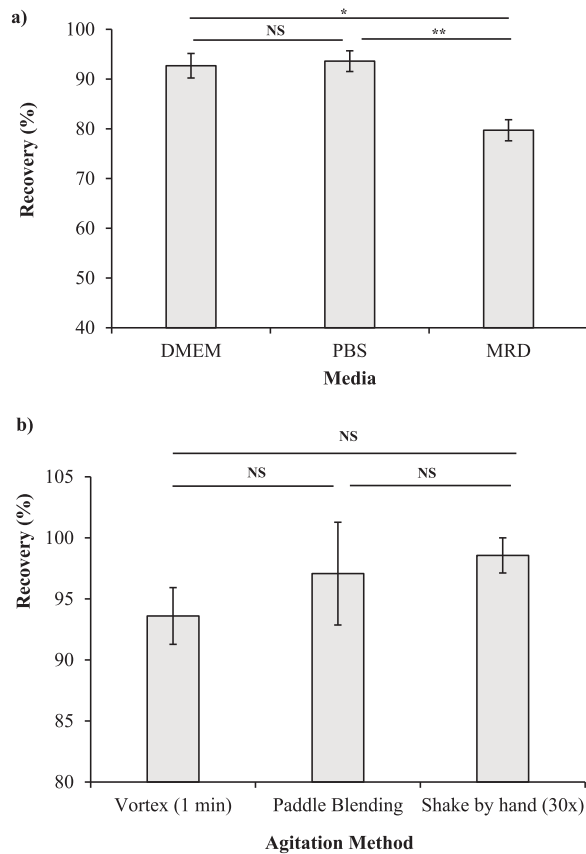 a)
*
NS
**
100
90
80
70
60
50
40
Recovery (%)
DMEM PBS MRD
Media
b)
NS
NS NS
105
100
95
90
85
80
Recovery (%)
Vortex (1 min) Paddle Blending Shake by hand (30x)
Agitation Method